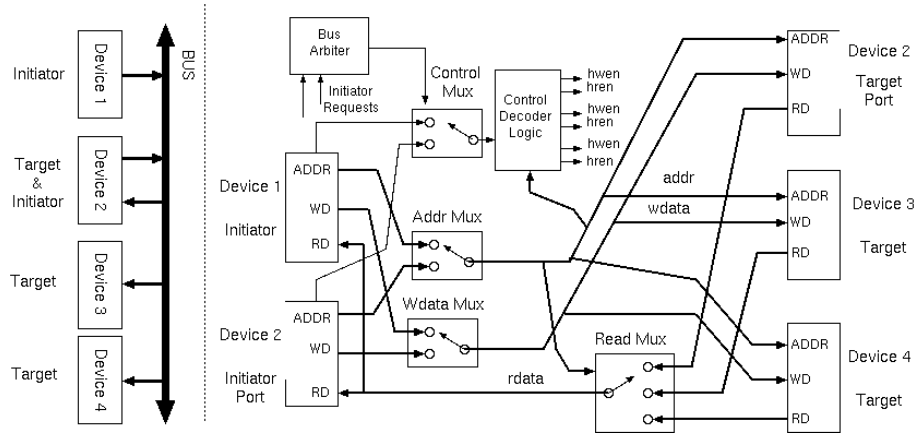 Initiator
Device 1
BUS
Target
&
Initiator
Device 2
Target
Device 3
Target
Device 4
Bus
Arbiter
Initiator
Requests
Control
Mux
Control
Decoder
Logic
hwen
hren
hwen
hren
hwen
hren
Device 1
Initiator
ADDR
WD
RD
Addr Mux
Wdata Mux
Device 2
Initiator
Port
ADDR
WD
RD
rdata
addr
wdata
Read Mux
ADDR
WD
RD
Device 2
Target
Port
ADDR
WD
RD
Device 3
Target
ADDR
WD
RD
Device 4
Target